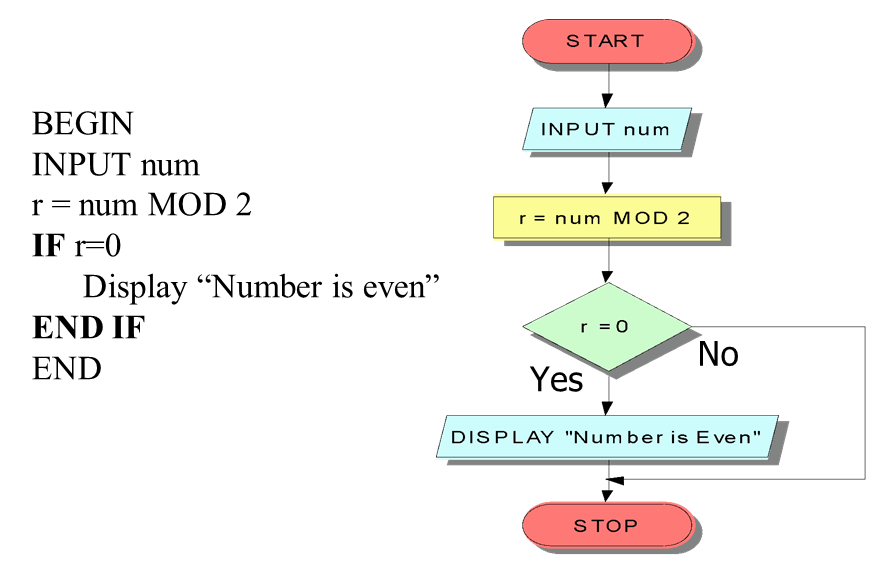 BEGIN
INPUT num
r = num MOD 2
IF r=0
Display “Number is even”
END IF
END
START
INPUT num
r = num MOD 2
r = 0
No
Yes
DISPLAY "Number is Even"
STOP